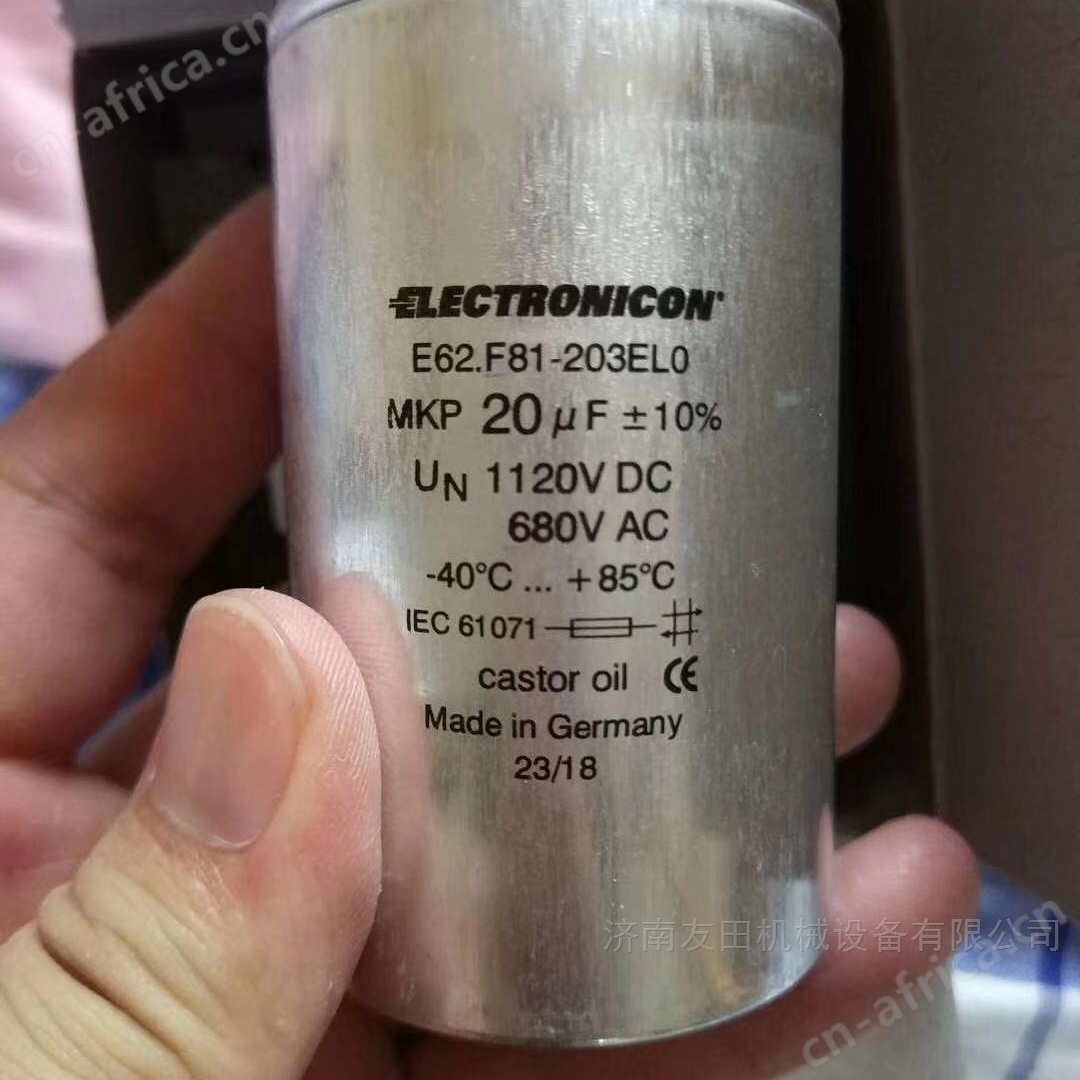 cn-africa.cn
ELECTRONICON
E62.F81-203EL0
MKP 20 μF ±10%
UN 1120V DC
680V AC
-40°C ... +85°C
IEC 61071
castor oil CE
Made in Germany
23/18
济南友田机械设备有限公司
cn-africa.cn